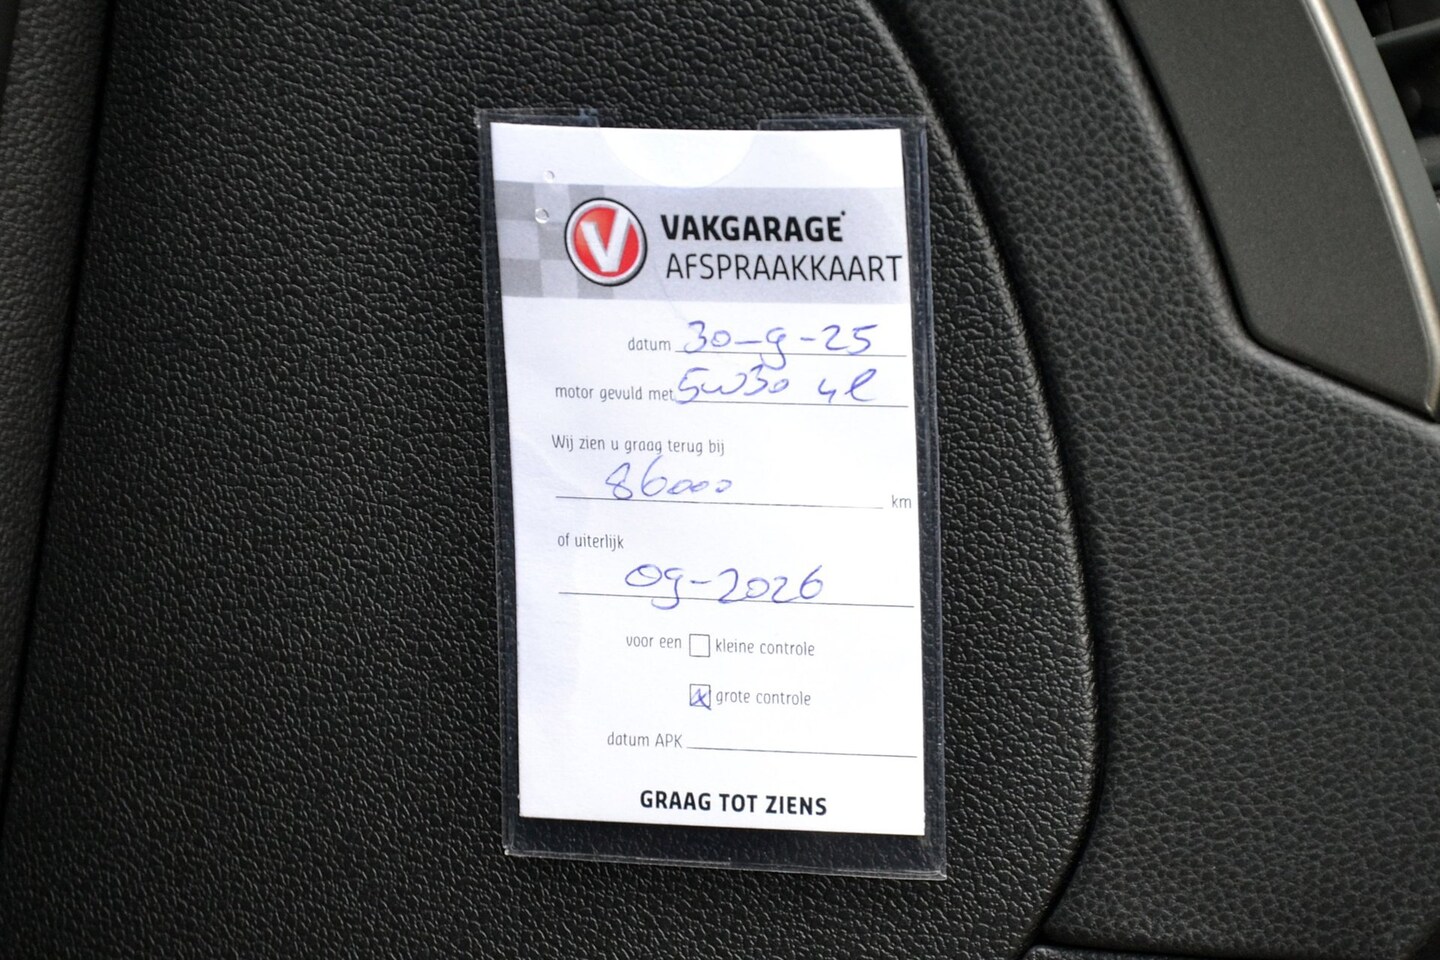 VAKGARAGE
AFSPRAAKKAART
datum 30-9-25
motor gevuld met 5w30 4l
Wij zien u graag terug bij
86000 km
of uiterlijk
09-2026
voor een kleine controle
x grote controle
datum APK
GRAAG TOT ZIENS